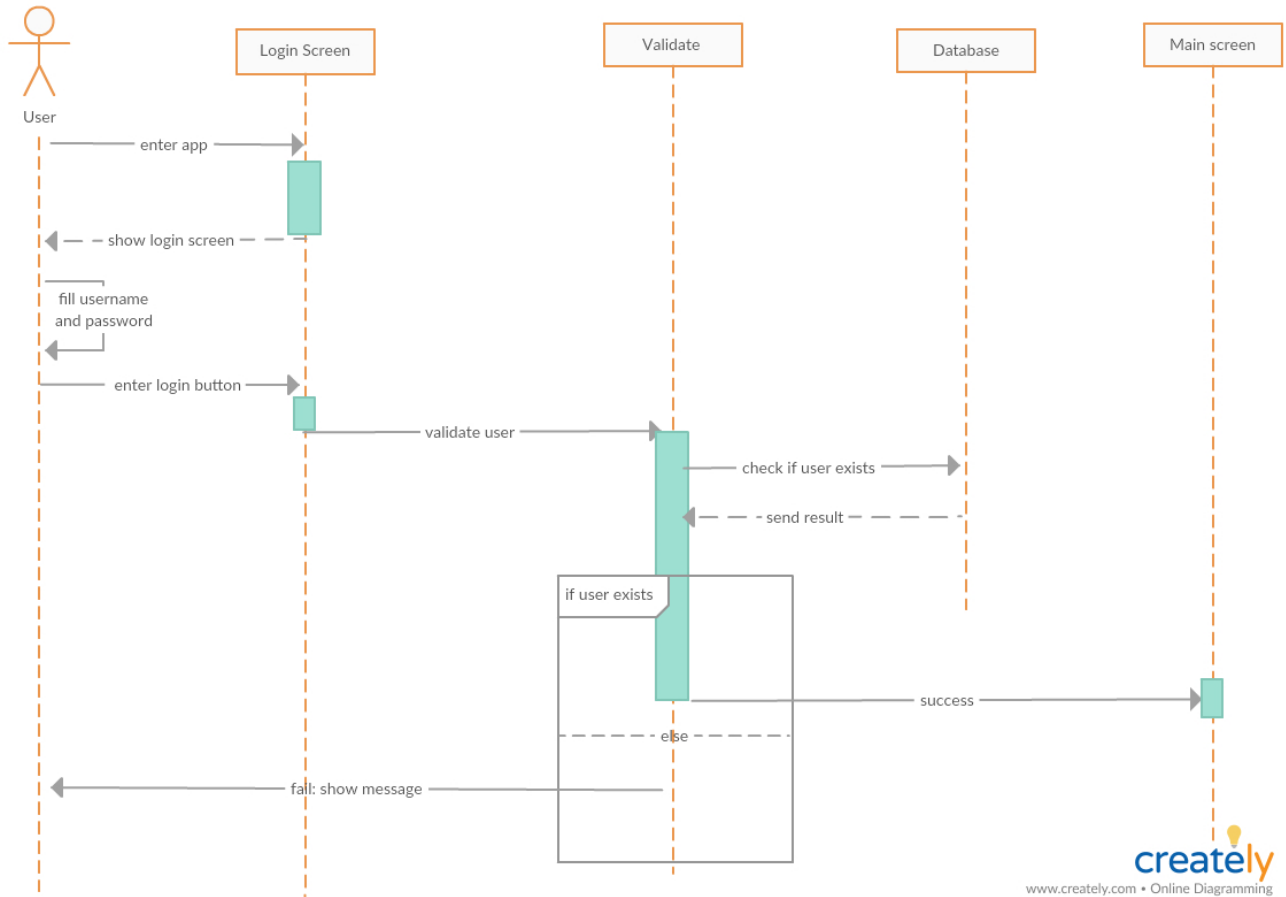 Login Screen
Validate
Database
Main screen
User
enter app
show login screen
fill username
and password
enter login button
validate user
check if user exists
send result
if user exists
success
else
fail: show message
creately
www.creately.com • Online Diagramming